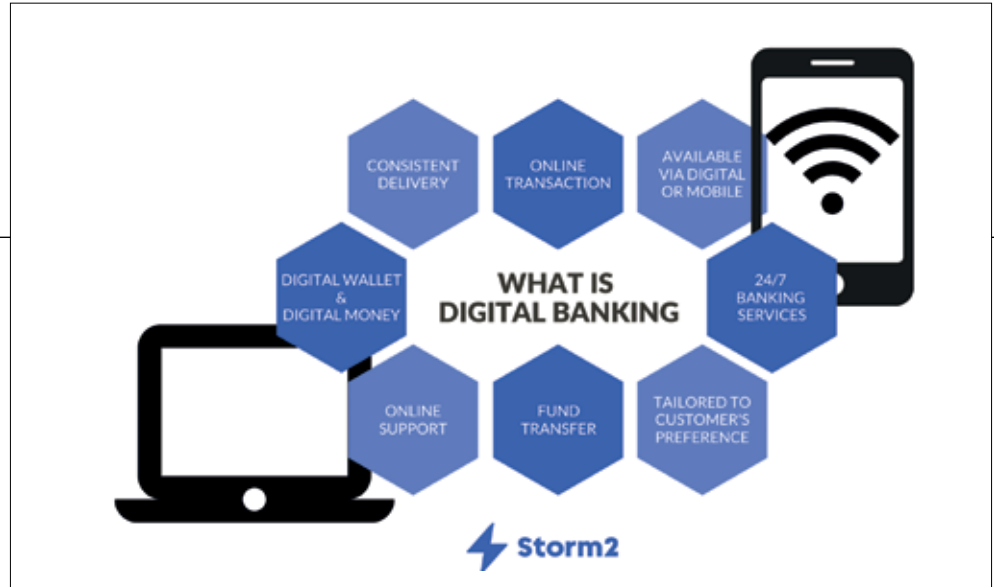 CONSISTENT
DELIVERY
ONLINE
TRANSACTION
AVAILABLE
VIA DIGITAL
OR MOBILE
DIGITAL WALLET
&
DIGITAL MONEY
WHAT IS
DIGITAL BANKING
24/7
BANKING
SERVICES
ONLINE
SUPPORT
FUND
TRANSFER
TAILORED TO
CUSTOMER'S
PREFERENCE
Storm2